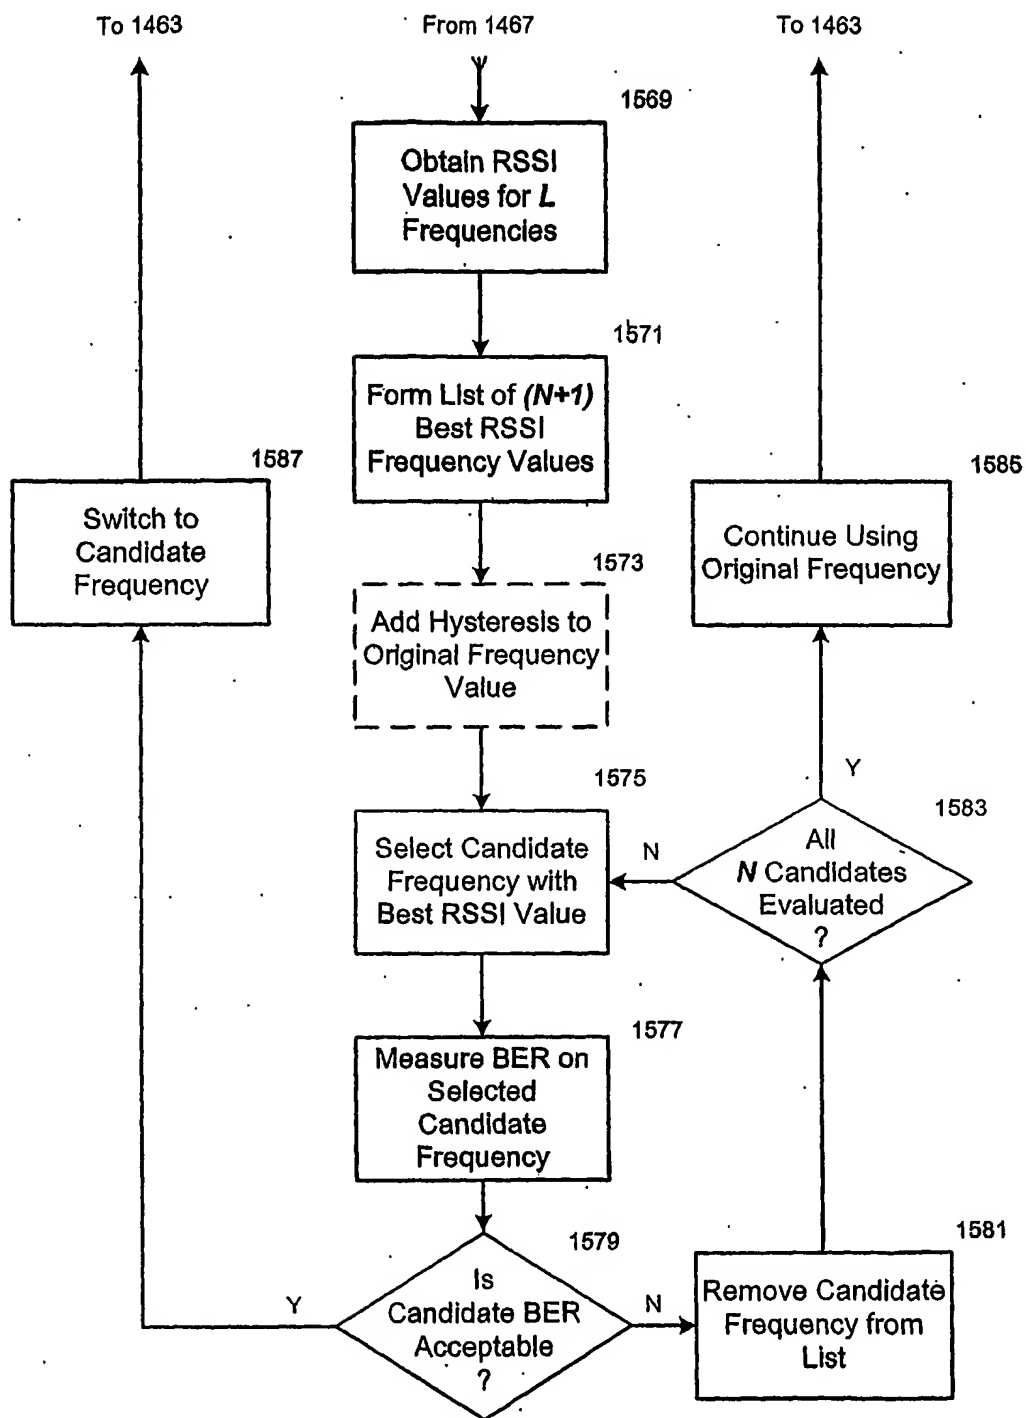 To 1463
From 1467
To 1463
1569
Obtain RSSI
Values for L
Frequencies
1571
Form List of (N+1)
Best RSSI
Frequency Values
1587
Switch to
Candidate
Frequency
1573
Add Hysteresis to
Original Frequency
Value
1585
Continue Using
Original Frequency
Y
1575
Select Candidate
Frequency with
Best RSSI Value
N
1583
All
N Candidates
Evaluated
?
1577
Measure BER on
Selected
Candidate
Frequency
1579
Is
Candidate BER
Acceptable
?
Y
N
1581
Remove Candidate
Frequency from
List